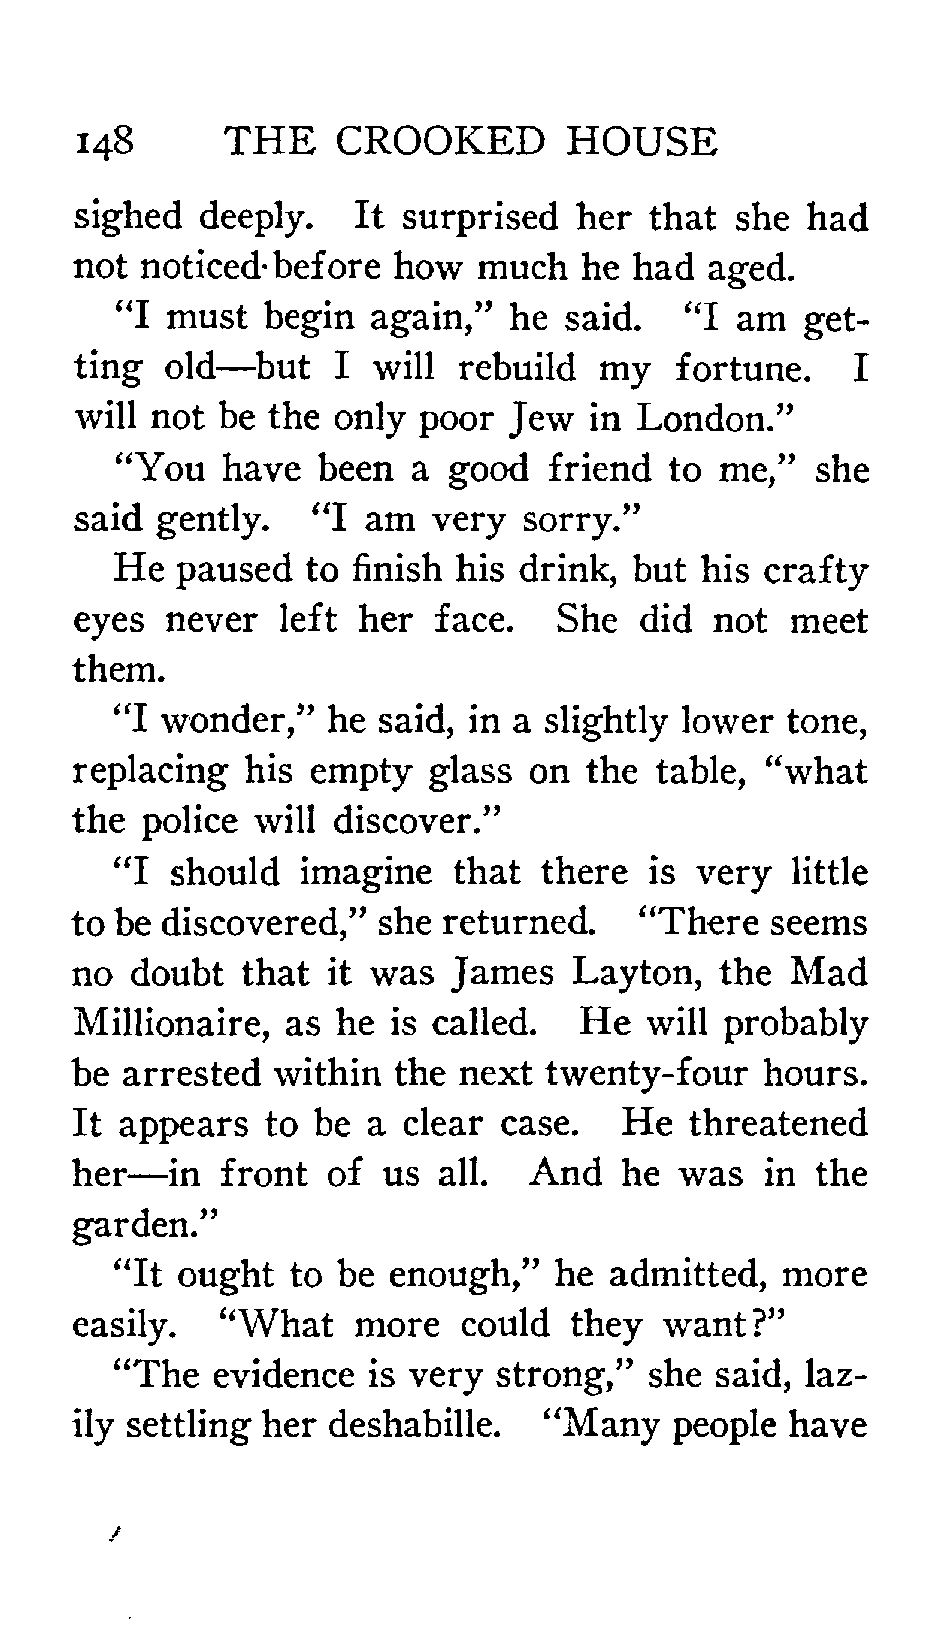 148 THE CROOKED HOUSE
sighed deeply. It surprised her that she had
not noticed before how much he had aged.
"I must begin again," he said. "I am get-
ting old—but I will rebuild my fortune. I
will not be the only poor Jew in London."
"You have been a good friend to me," she
said gently. "I am very sorry."
He paused to finish his drink, but his crafty
eyes never left her face. She did not meet
them.
"I wonder," he said, in a slightly lower tone,
replacing his empty glass on the table, "what
the police will discover."
"I should imagine that there is very little
to be discovered," she returned. "There seems
no doubt that it was James Layton, the Mad
Millionaire, as he is called. He will probably
be arrested within the next twenty-four hours.
It appears to be a clear case. He threatened
her—in front of us all. And he was in the
garden."
"It ought to be enough," he admitted, more
easily. "What more could they want?"
"The evidence is very strong," she said, laz-
ily settling her deshabille. "Many people have